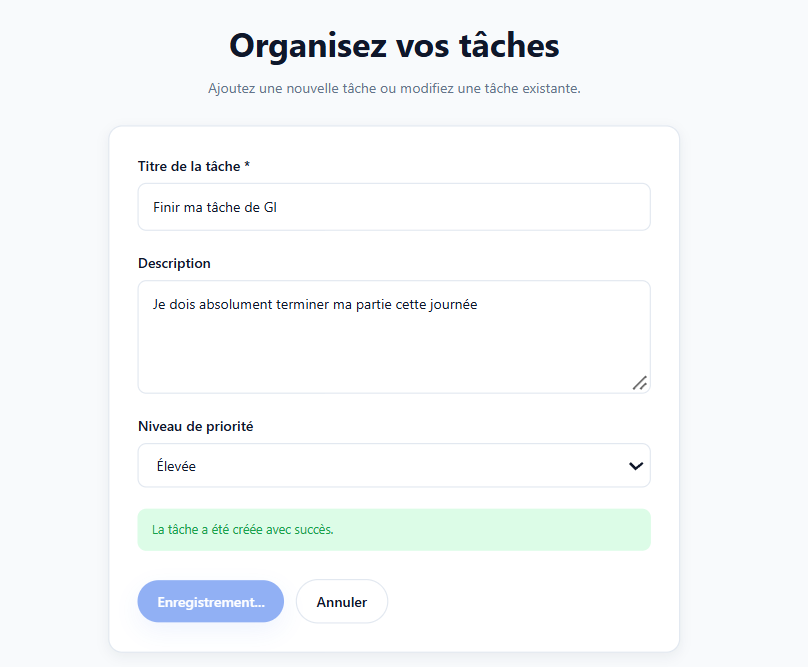 Organisez vos tâches
Ajoutez une nouvelle tâche ou modifiez une tâche existante.
Titre de la tâche *
Finir ma tâche de GI
Description
Je dois absolument terminer ma partie cette journée
Niveau de priorité
Élevée
La tâche a été créée avec succès.
Enregistrement...
Annuler